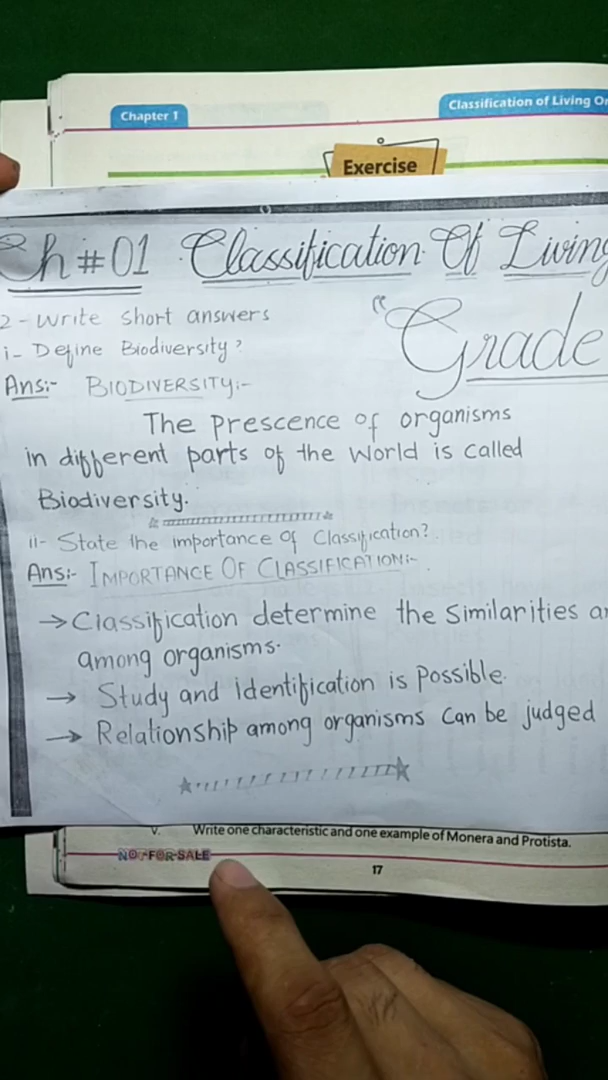 Chapter 1
Classification of Living Or
Exercise
Ch # 01 Classification Of Living
2 - Write short answers
"Grade
i - Define Biodiversity?
Ans:- BIODIVERSITY:-
The prescence of organisms
in different parts of the World is called
Biodiversity.
ii- State the importance of Classification?
Ans:- IMPORTANCE OF CLASSIFICATION:-
→ Classification determine the similarities an
among organisms.
→ Study and identification is possible.
→ Relationship among organisms can be judged
v. Write one characteristic and one example of Monera and Protista.
NOT FOR SALE
17